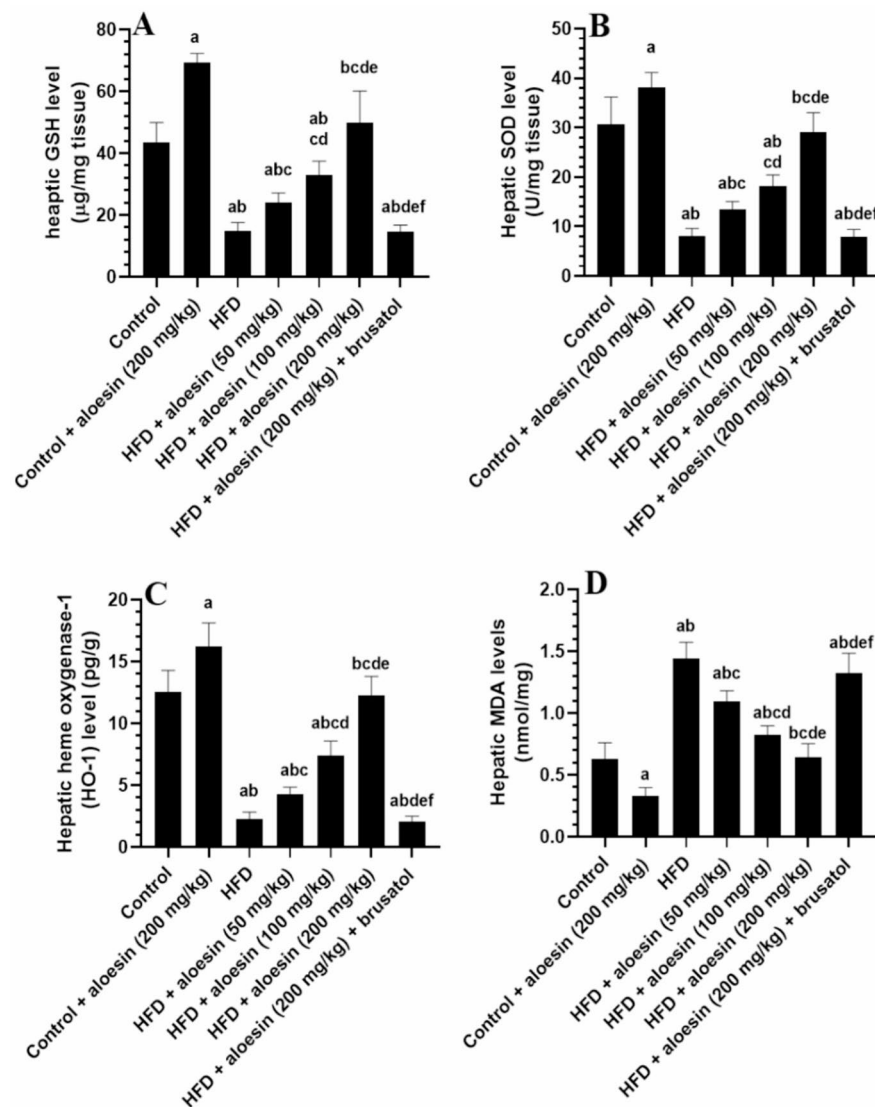 A
heaptic GSH level
(µg/mg tissue)
80
60
40
20
0
a
ab
abc
ab
cd
bcde
abdef
Control
Control + aloesin (200 mg/kg)
HFD
HFD + aloesin (50 mg/kg)
HFD + aloesin (100 mg/kg)
HFD + aloesin (200 mg/kg)
HFD + aloesin (200 mg/kg) + brusatol
B
Hepatic SOD level
(U/mg tissue)
50
40
30
20
10
0
a
ab
abc
ab
cd
bcde
abdef
Control
Control + aloesin (200 mg/kg)
HFD
HFD + aloesin (50 mg/kg)
HFD + aloesin (100 mg/kg)
HFD + aloesin (200 mg/kg)
HFD + aloesin (200 mg/kg) + brusatol
C
Hepatic heme oxygenase-1
(HO-1) level (pg/g)
20
15
10
5
0
a
ab
abc
abcd
bcde
abdef
Control
Control + aloesin (200 mg/kg)
HFD
HFD + aloesin (50 mg/kg)
HFD + aloesin (100 mg/kg)
HFD + aloesin (200 mg/kg)
HFD + aloesin (200 mg/kg) + brusatol
D
Hepatic MDA levels
(nmol/mg)
2.0
1.5
1.0
0.5
0.0
a
ab
abc
abcd
bcde
abdef
Control
Control + aloesin (200 mg/kg)
HFD
HFD + aloesin (50 mg/kg)
HFD + aloesin (100 mg/kg)
HFD + aloesin (200 mg/kg)
HFD + aloesin (200 mg/kg) + brusatol